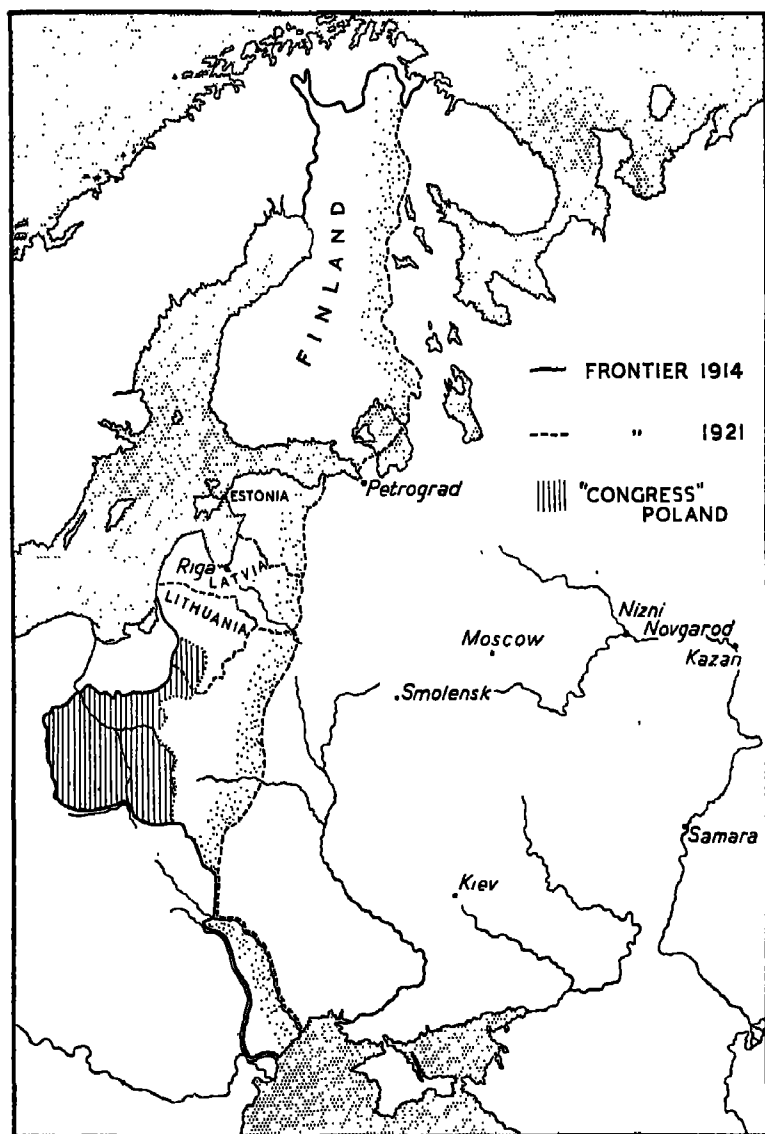 FINLAND
FRONTIER 1914
" 1921
"CONGRESS"
POLAND
ESTONIA
Petrograd
Riga
LATVIA
LITHUANIA
Nizni
Novgarod
Kazan
Moscow
Smolensk
Samara
Kiev